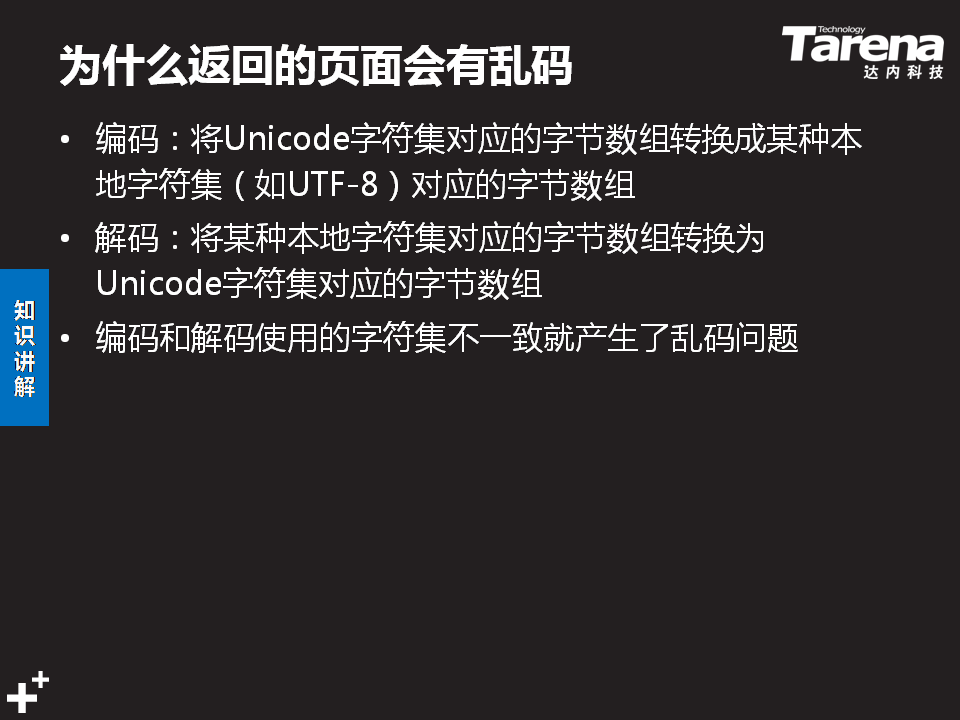 为什么返回的页面会有乱码
Technology
Tarena
达内科技
• 编码：将Unicode字符集对应的字节数组转换成某种本
地字符集（如UTF-8）对应的字节数组
• 解码：将某种本地字符集对应的字节数组转换为
Unicode字符集对应的字节数组
• 编码和解码使用的字符集不一致就产生了乱码问题
知
识
讲
解